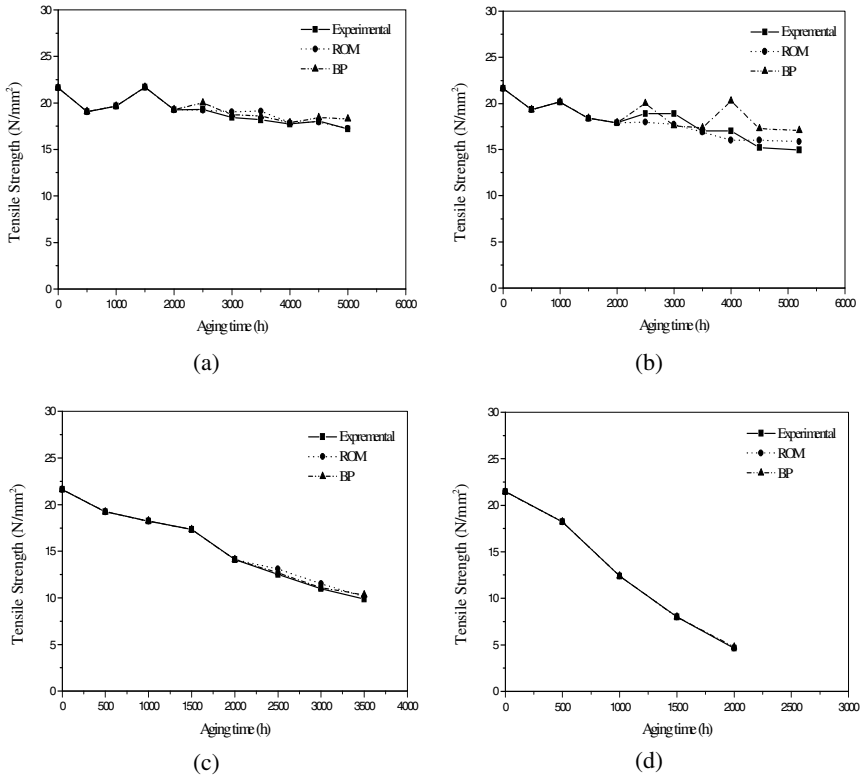 Tensile Strength (N/mm²)
30
25
20
15
10
5
0
Experimental
ROM
BP
0 1000 2000 3000 4000 5000 6000
Aging time (h)
(a)
Tensile Strength (N/mm²)
30
25
20
15
10
5
0
Expremental
ROM
BP
0 1000 2000 3000 4000 5000 6000
Aging time (h)
(b)
Tensile Strength (N/mm²)
30
25
20
15
10
5
0
Expremental
ROM
BP
0 500 1000 1500 2000 2500 3000 3500 4000
Aging time (h)
(c)
Tensile Strength (N/mm²)
30
25
20
15
10
5
0
Experimental
ROM
BP
0 500 1000 1500 2000 2500 3000
Aging time (h)
(d)